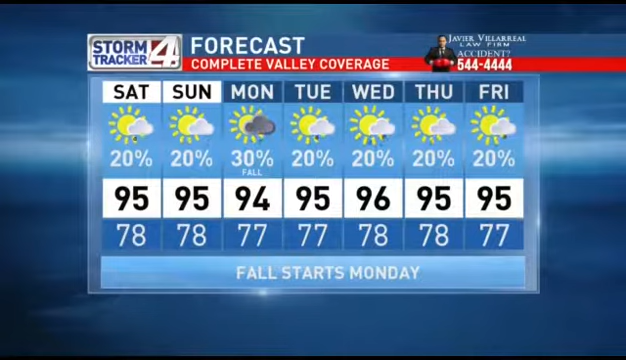 STORM
TRACKER 4
FORECAST
COMPLETE VALLEY COVERAGE
JAVIER VILLARREAL
LAW FIRM
ACCIDENT?
544-4444
SAT SUN MON TUE WED THU FRI
20% 20% 30% 20% 20% 20% 20%
FALL
95 95 94 95 96 95 95
78 78 77 77 78 78 77
FALL STARTS MONDAY